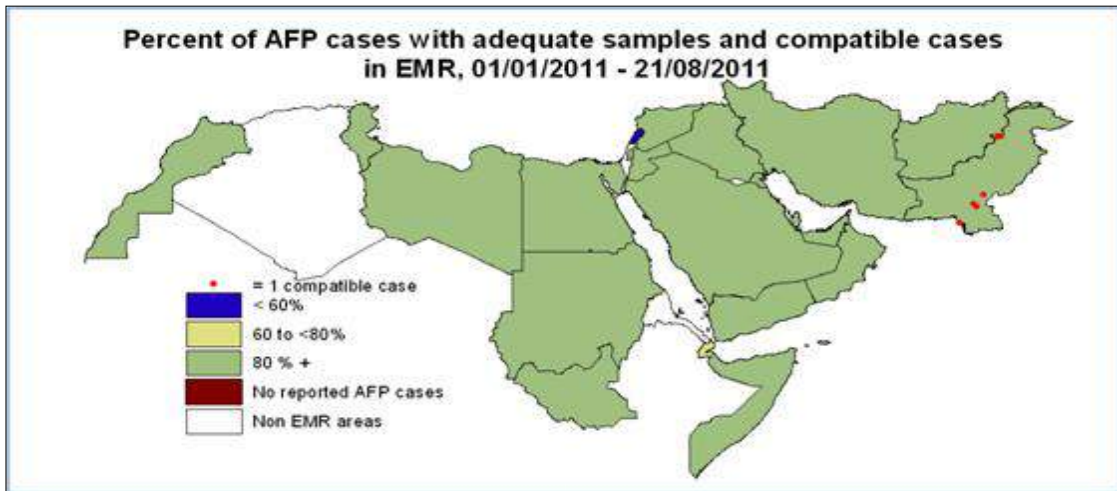 Percent of AFP cases with adequate samples and compatible cases
in EMR, 01/01/2011 - 21/08/2011
= 1 compatible case
< 60%
60 to <80%
80 % +
No reported AFP cases
Non EMR areas